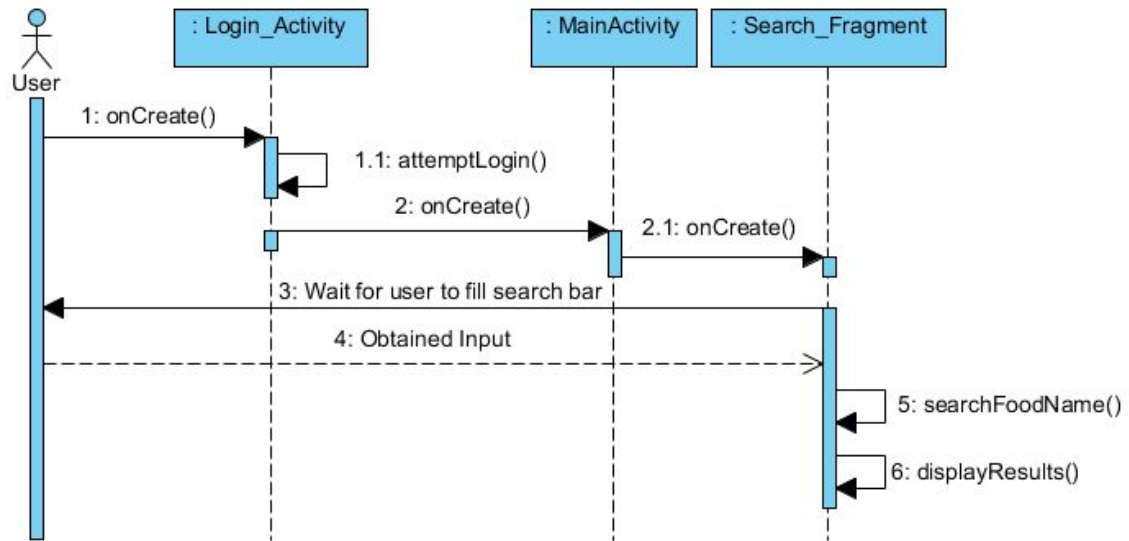 : Login_Activity
: MainActivity
: Search_Fragment
User
1: onCreate()
1.1: attemptLogin()
2: onCreate()
2.1: onCreate()
3: Wait for user to fill search bar
4: Obtained Input
5: searchFoodName()
6: displayResults()